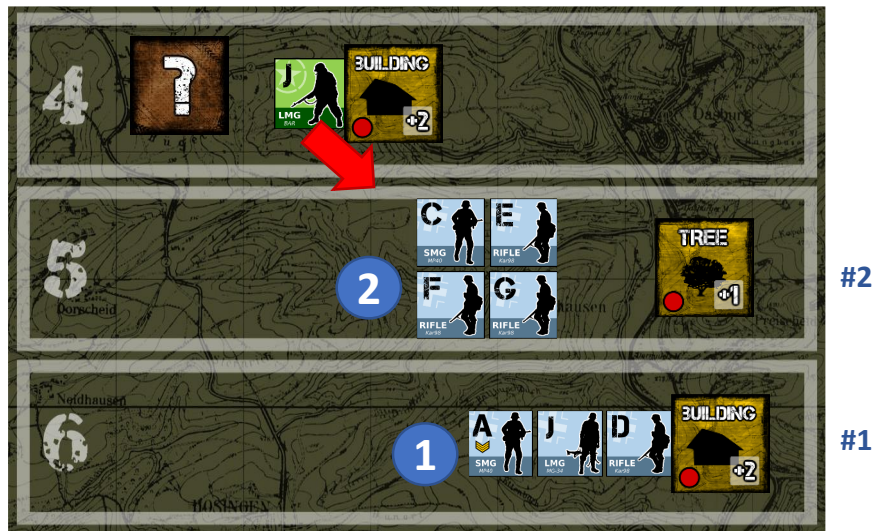 4
?
J
LMG
BAR
BUILDING
+2
5
C
SMG
MP40
E
RIFLE
Kar98
F
RIFLE
Kar98
G
RIFLE
Kar98
2
TREE
+1
#2
Dorscheid
6
Neidhausen
1
A
SMG
MP40
J
LMG
MG-34
D
RIFLE
Kar98
BUILDING
+2
#1
HOSINGEN